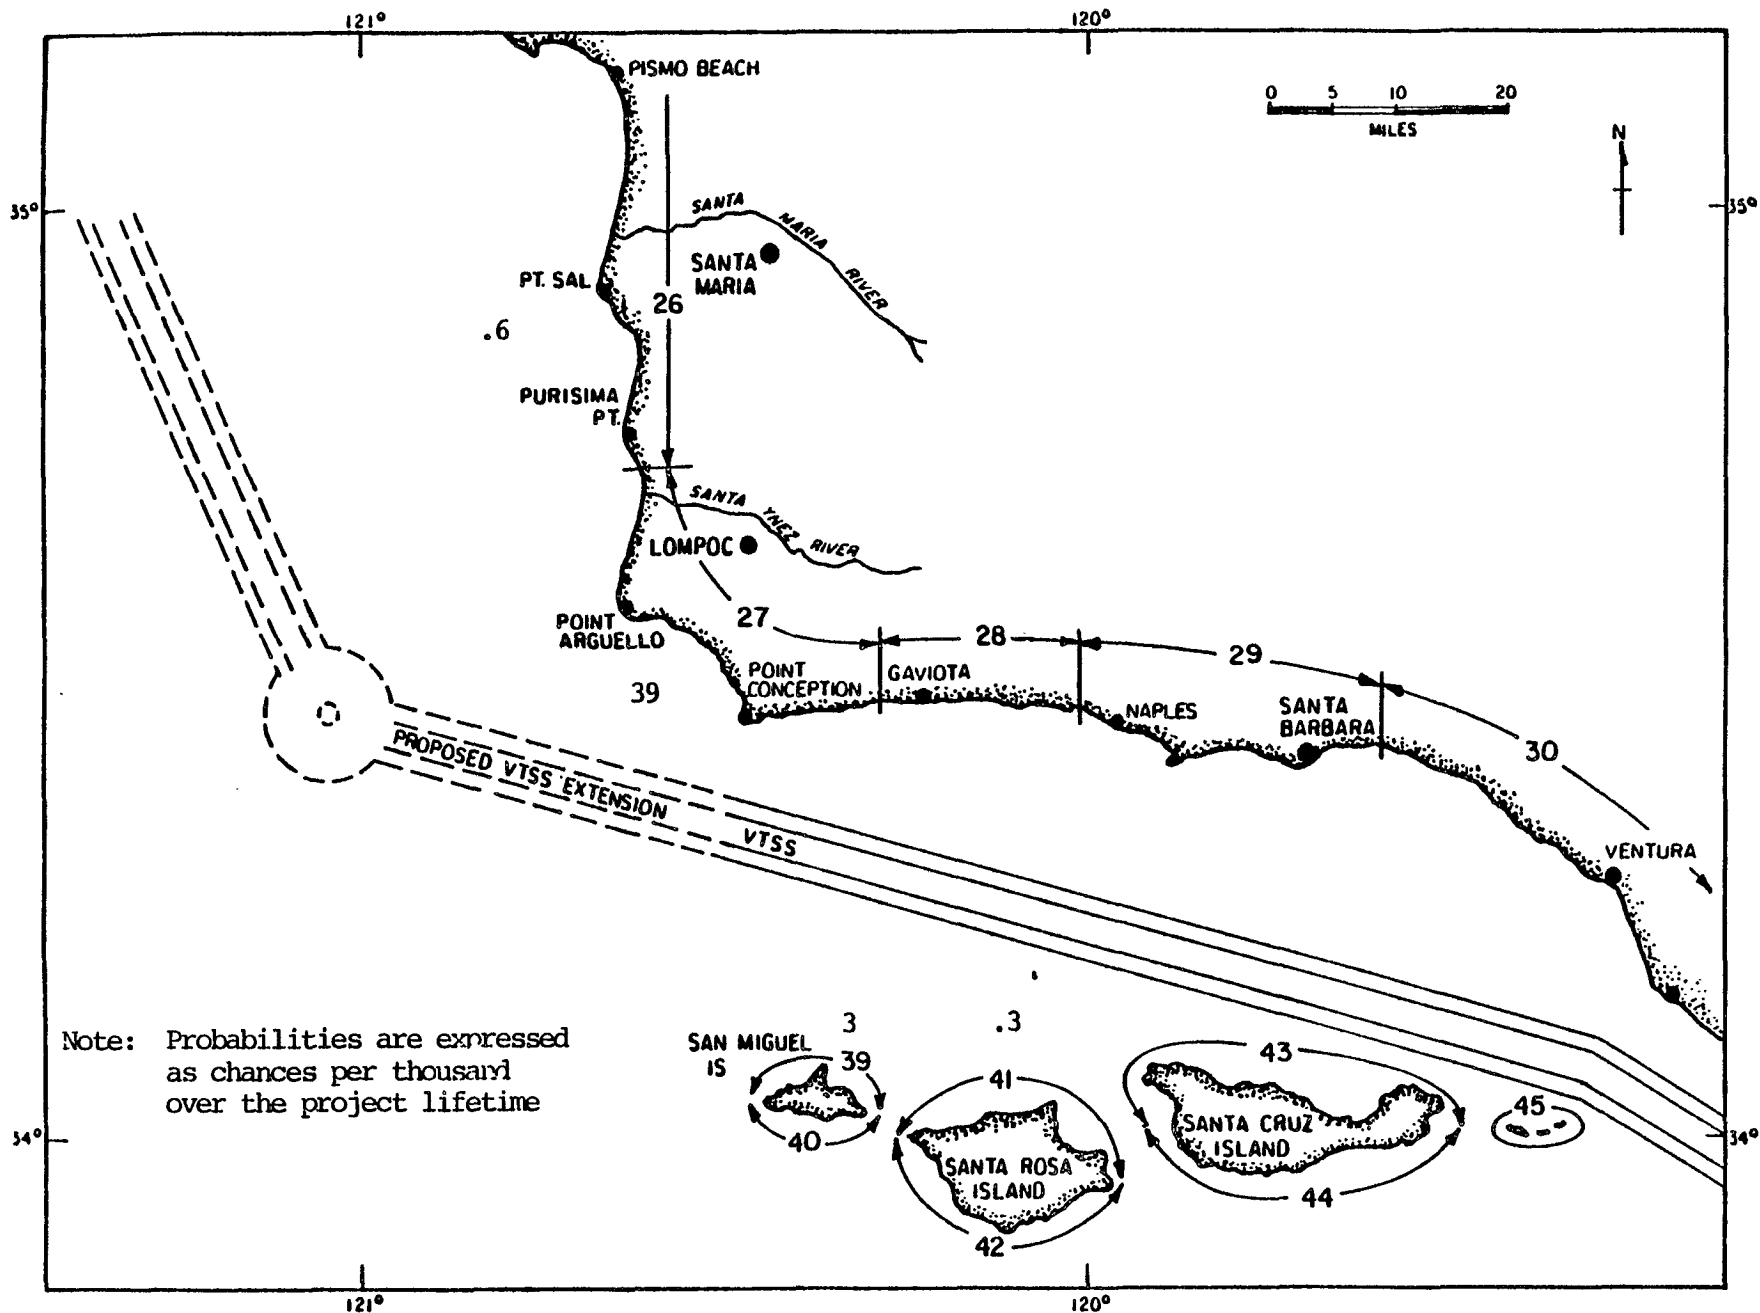 121°
120°
PISMO BEACH
0 5 10 20
MILES
N
35°
35°
SANTA MARIA RIVER
SANTA
MARIA
PT. SAL
26
.6
PURISIMA
PT.
SANTA YNEZ RIVER
LOMPOC
POINT
ARGUELLO
27
28
29
30
POINT
CONCEPTION
GAVIOTA
39
NAPLES
SANTA
BARBARA
PROPOSED VTSS EXTENSION
VTSS
VENTURA
Note: Probabilities are expressed
as chances per thousand
over the project lifetime
3
.3
SAN MIGUEL
IS
39
40
41
SANTA ROSA
ISLAND
42
43
SANTA CRUZ
ISLAND
44
45
34°
34°
121°
120°